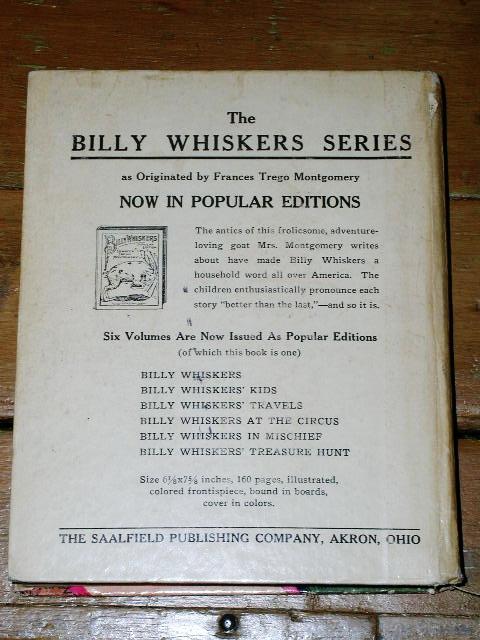 The
BILLY WHISKERS SERIES
as Originated by Frances Trego Montgomery
NOW IN POPULAR EDITIONS
BILLY WHISKERS
The antics of this frolicsome, adventure-
loving goat Mrs. Montgomery writes
about have made Billy Whiskers a
household word all over America. The
children enthusiastically pronounce each
story "better than the last,"—and so it is.
Six Volumes Are Now Issued As Popular Editions
(of which this book is one)
BILLY WHISKERS
BILLY WHISKERS' KIDS
BILLY WHISKERS' TRAVELS
BILLY WHISKERS AT THE CIRCUS
BILLY WHISKERS IN MISCHIEF
BILLY WHISKERS' TREASURE HUNT
Size inches, 160 pages, illustrated,
colored frontispiece, bound in boards,
cover in colors.
THE SAALFIELD PUBLISHING COMPANY, AKRON, OHIO